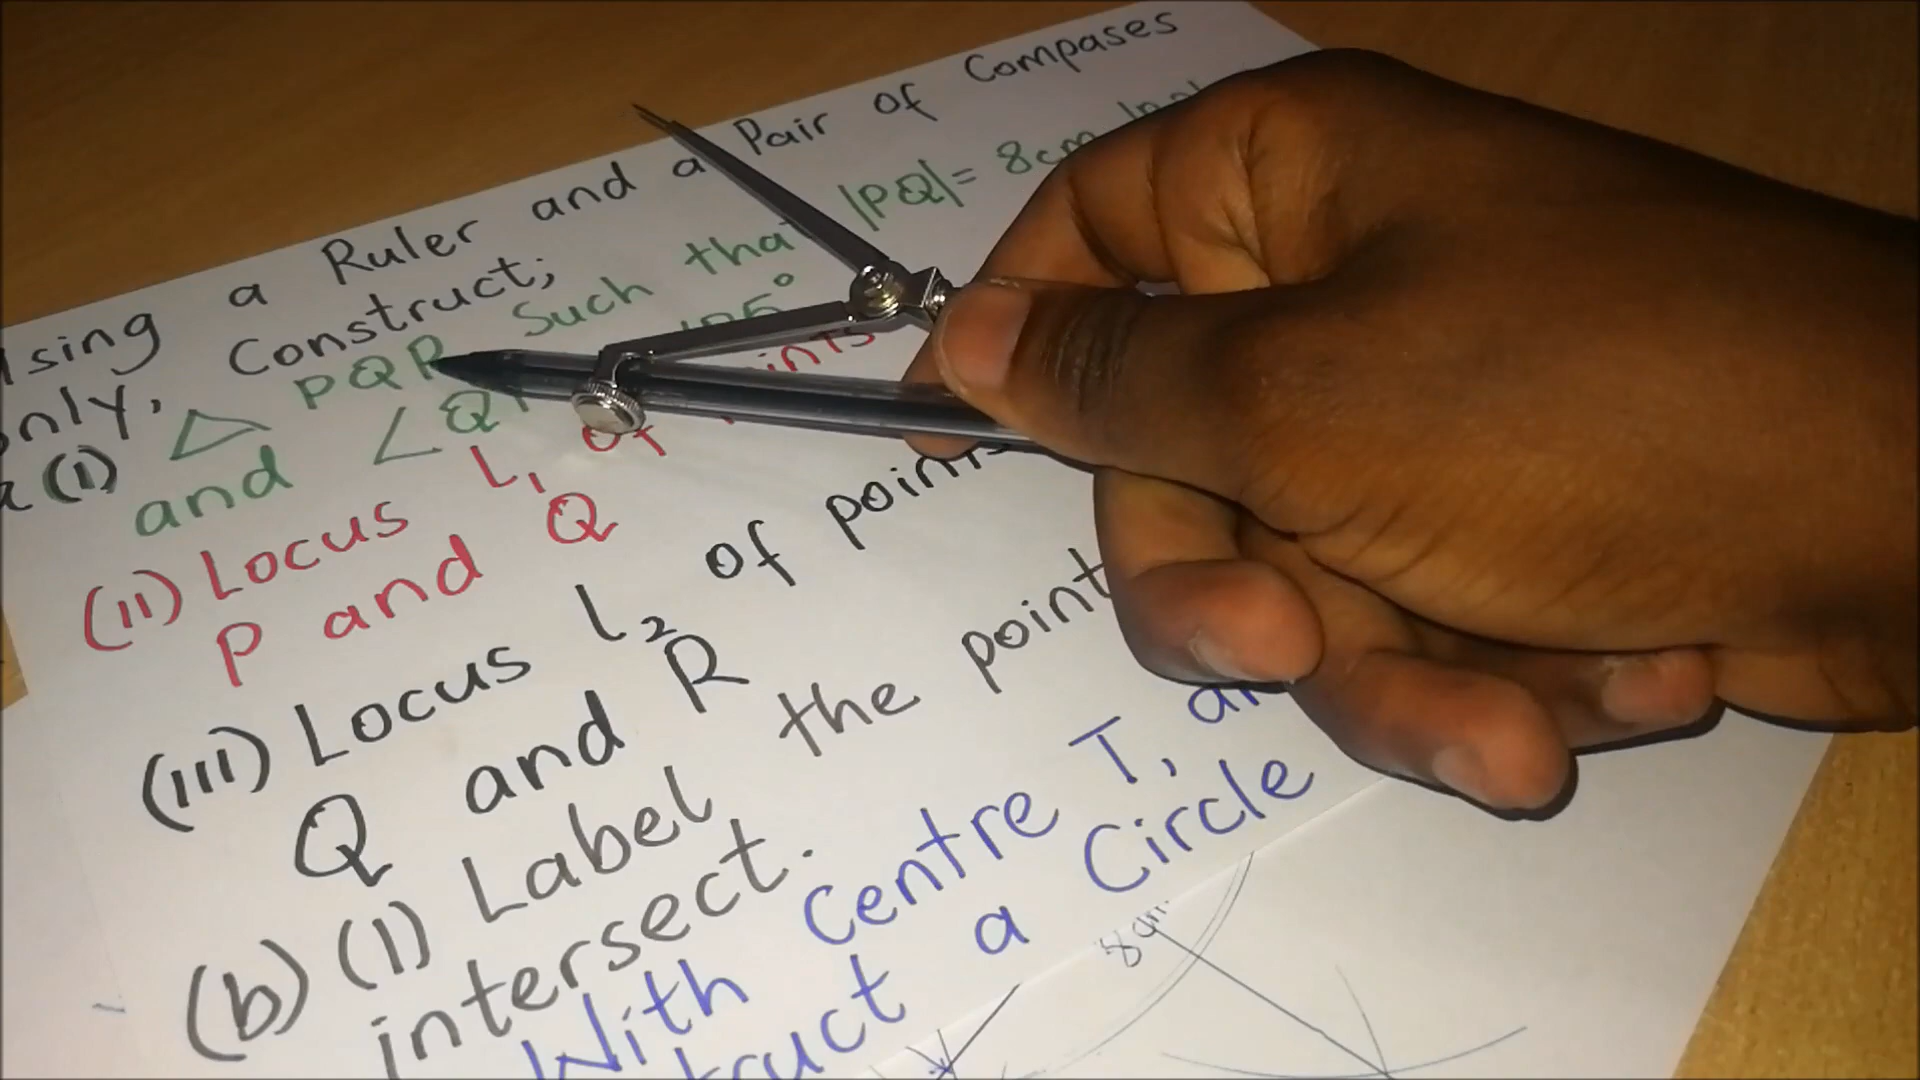 Using a Ruler and a Pair of Compases
only, Construct;
a (i) △ PQR Such that |PQ| = 8cm
and ∠Q
(ii) Locus L₁ of
P and Q
(iii) Locus l₂ of points
Q and R
(b) (i) Label the point
intersect.
With Centre T,
a Circle
8cm